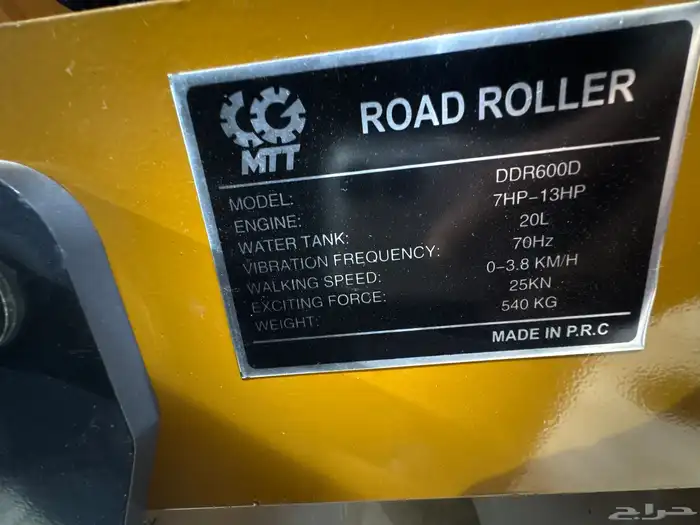 MTT
ROAD ROLLER
MODEL: DDR600D
ENGINE: 7HP-13HP
WATER TANK: 20L
VIBRATION FREQUENCY: 70Hz
WALKING SPEED: 0-3.8 KM/H
EXCITING FORCE: 25KN
WEIGHT: 540 KG
MADE IN P.R.C
حراج